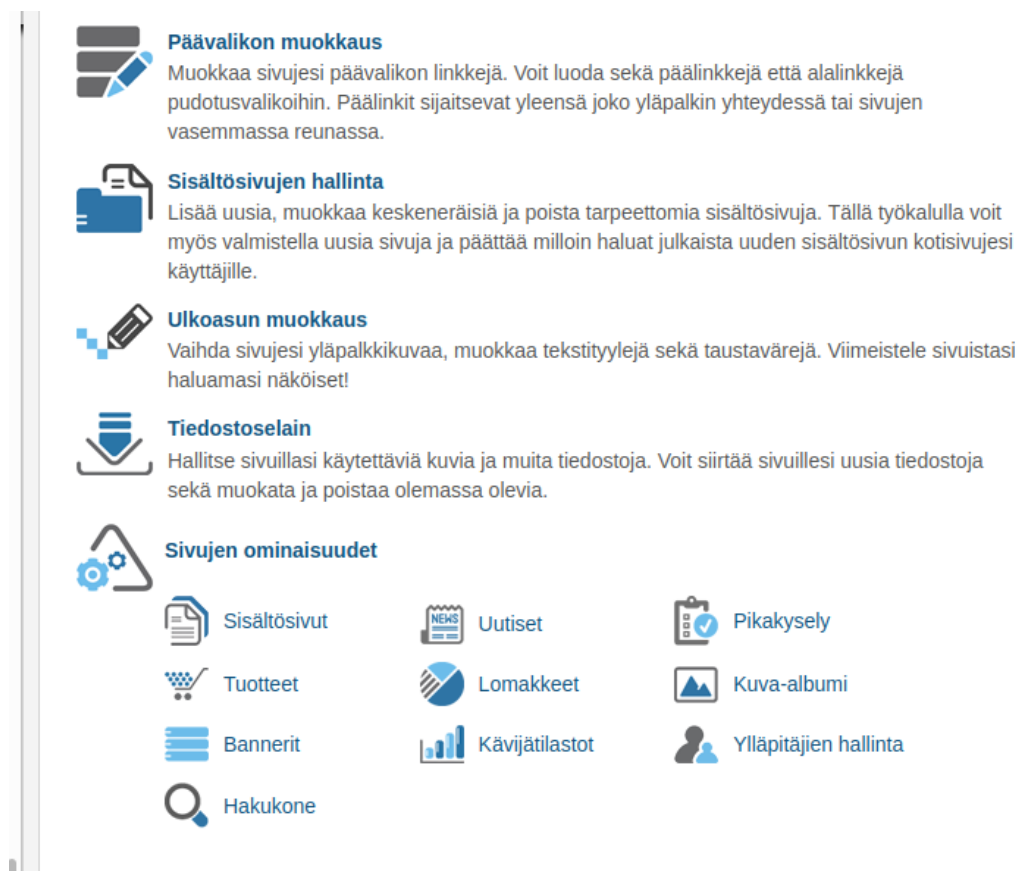 Päävalikon muokkaus
Muokkaa sivujesi päävalikon linkkejä. Voit luoda sekä päälinkkejä että alalinkkejä
pudotusvalikoihin. Päälinkit sijaitsevat yleensä joko yläpalkin yhteydessä tai sivujen
vasemmassa reunassa.
Sisältösivujen hallinta
Lisää uusia, muokkaa keskeneräisiä ja poista tarpeettomia sisältösivuja. Tällä työkalulla voit
myös valmistella uusia sivuja ja päättää milloin haluat julkaista uuden sisältösivun kotisivujesi
käyttäjille.
Ulkoasun muokkaus
Vaihda sivujesi yläpalkkikuvaa, muokkaa tekstityylejä sekä taustavärejä. Viimeistele sivuistasi
haluamasi näköiset!
Tiedostoselain
Hallitse sivuillasi käytettäviä kuvia ja muita tiedostoja. Voit siirtää sivuillesi uusia tiedostoja
sekä muokata ja poistaa olemassa olevia.
Sivujen ominaisuudet
Sisältösivut NEWS Uutiset Pikakysely
Tuotteet Lomakkeet Kuva-albumi
Bannerit Kävijätilastot Ylläpitäjien hallinta
Hakukone